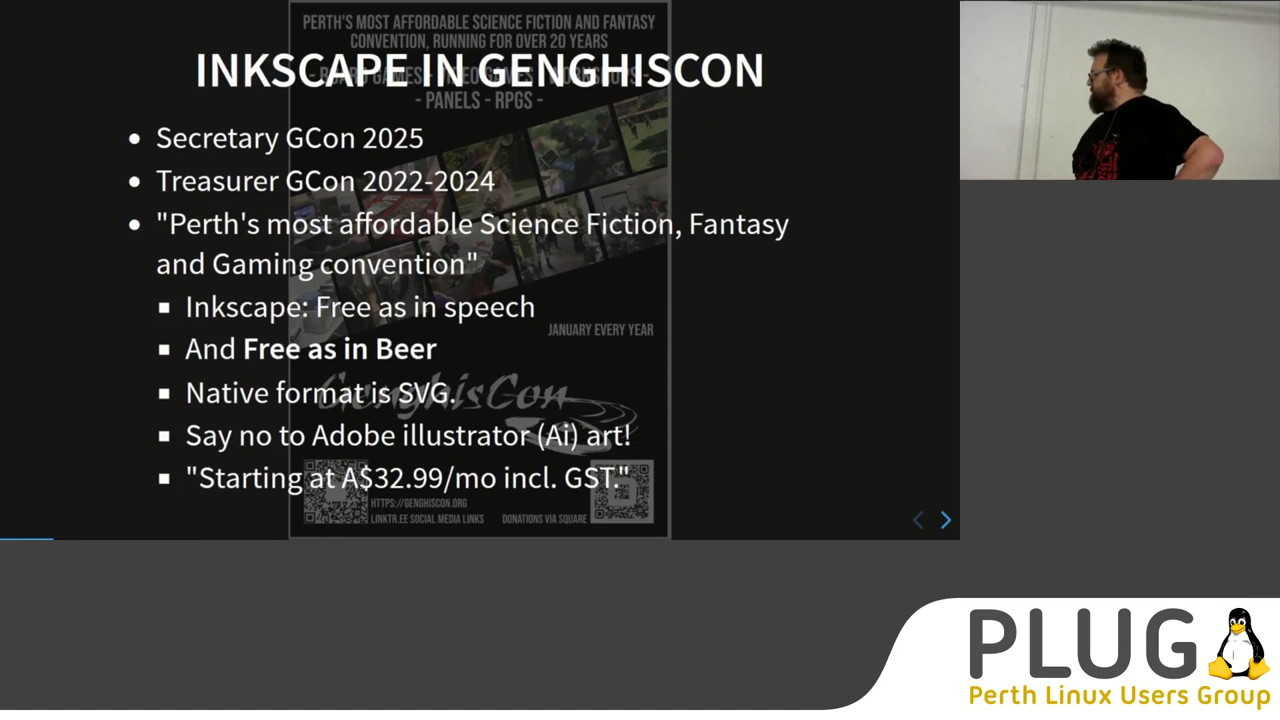 PERTH'S MOST AFFORDABLE SCIENCE FICTION AND FANTASY
CONVENTION, RUNNING FOR OVER 20 YEARS
INKSCAPE IN GENGHISCON
- PANELS - RPGS -
• Secretary GCon 2025
• Treasurer GCon 2022-2024
• "Perth's most affordable Science Fiction, Fantasy
and Gaming convention"
▪ Inkscape: Free as in speech
JANUARY EVERY YEAR
▪ And Free as in Beer
GenghisCon
▪ Native format is SVG.
▪ Say no to Adobe illustrator (Ai) art!
▪ "Starting at A$32.99/mo incl. GST."
HTTPS://GENGHISCON.ORG
LINKTR.EE SOCIAL MEDIA LINKS
DONATIONS VIA SQUARE
PLUG
Perth Linux Users Group